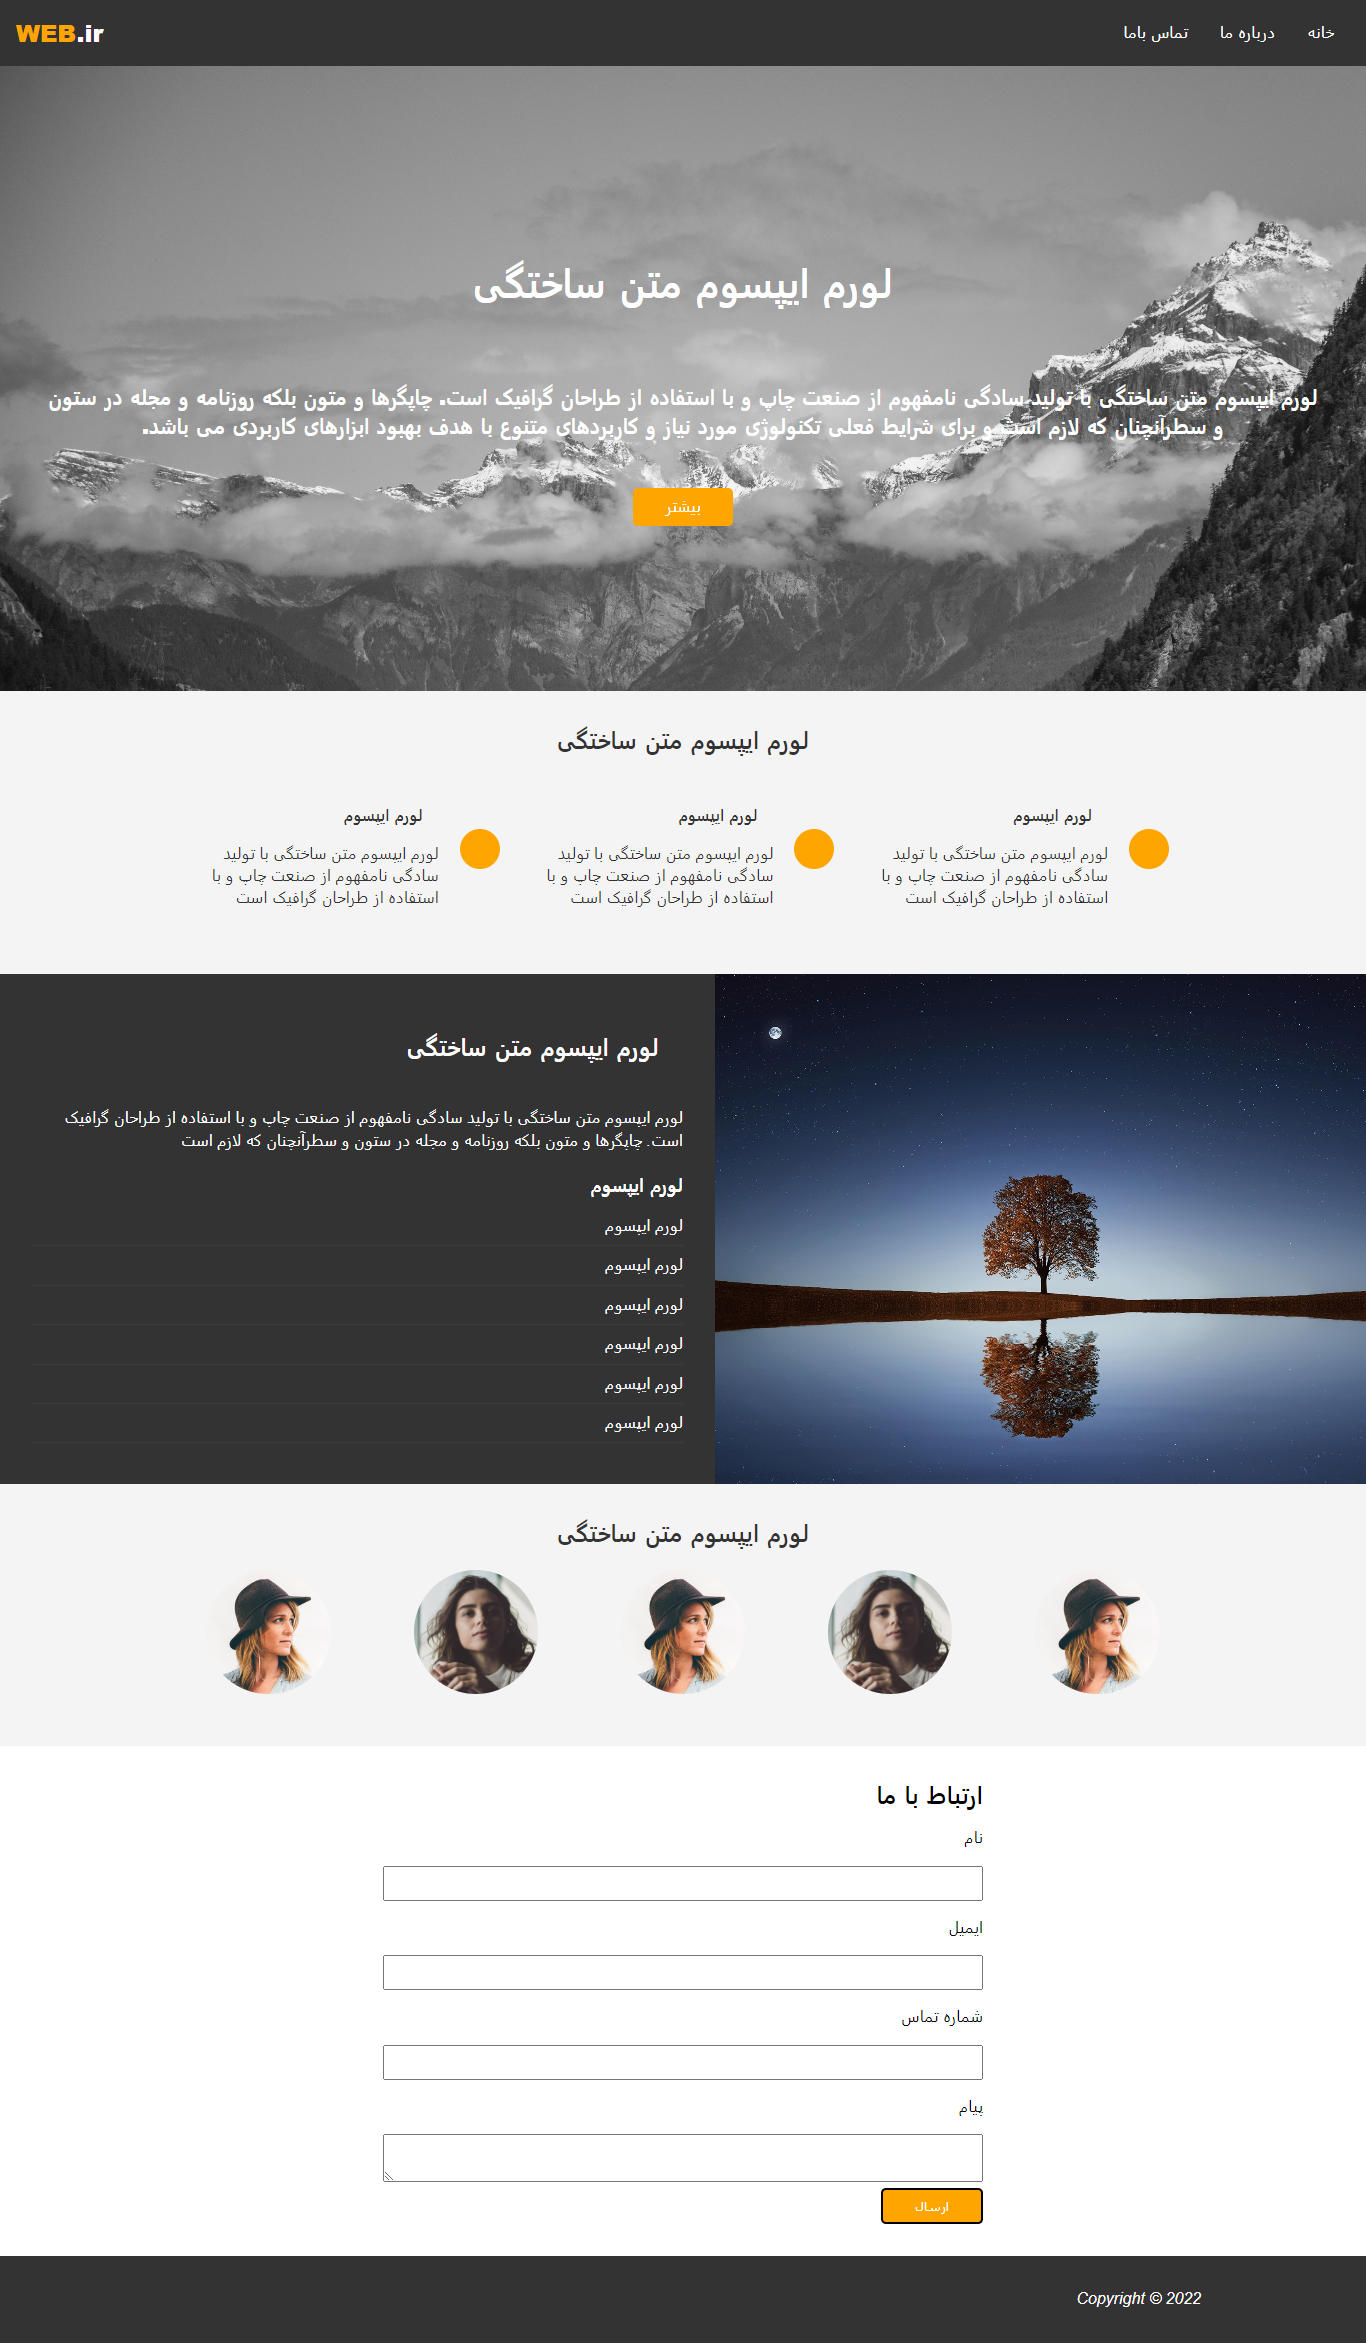 WEB.ir
خانه
درباره ما
تماس باما
لورم ایپسوم متن ساختگی
لورم ایپسوم متن ساختگی با تولید سادگی نامفهوم از صنعت چاپ و با استفاده از طراحان گرافیک است. چاپگرها و متون بلکه روزنامه و مجله در ستون
و سطرآنچنان که لازم است و برای شرایط فعلی تکنولوژی مورد نیاز و کاربردهای متنوع با هدف بهبود ابزارهای کاربردی می باشد.
بیشتر
لورم ایپسوم متن ساختگی
لورم ایپسوم
لورم ایپسوم متن ساختگی با تولید
سادگی نامفهوم از صنعت چاپ و با
استفاده از طراحان گرافیک است
لورم ایپسوم
لورم ایپسوم متن ساختگی با تولید
سادگی نامفهوم از صنعت چاپ و با
استفاده از طراحان گرافیک است
لورم ایپسوم
لورم ایپسوم متن ساختگی با تولید
سادگی نامفهوم از صنعت چاپ و با
استفاده از طراحان گرافیک است
لورم ایپسوم متن ساختگی
لورم ایپسوم متن ساختگی با تولید سادگی نامفهوم از صنعت چاپ و با استفاده از طراحان گرافیک
است. چاپگرها و متون بلکه روزنامه و مجله در ستون و سطرآنچنان که لازم است
لورم ایپسوم
لورم ایپسوم
لورم ایپسوم
لورم ایپسوم
لورم ایپسوم
لورم ایپسوم
لورم ایپسوم
لورم ایپسوم متن ساختگی
ارتباط با ما
نام
ایمیل
شماره تماس
پیام
ارسال
Copyright © 2022